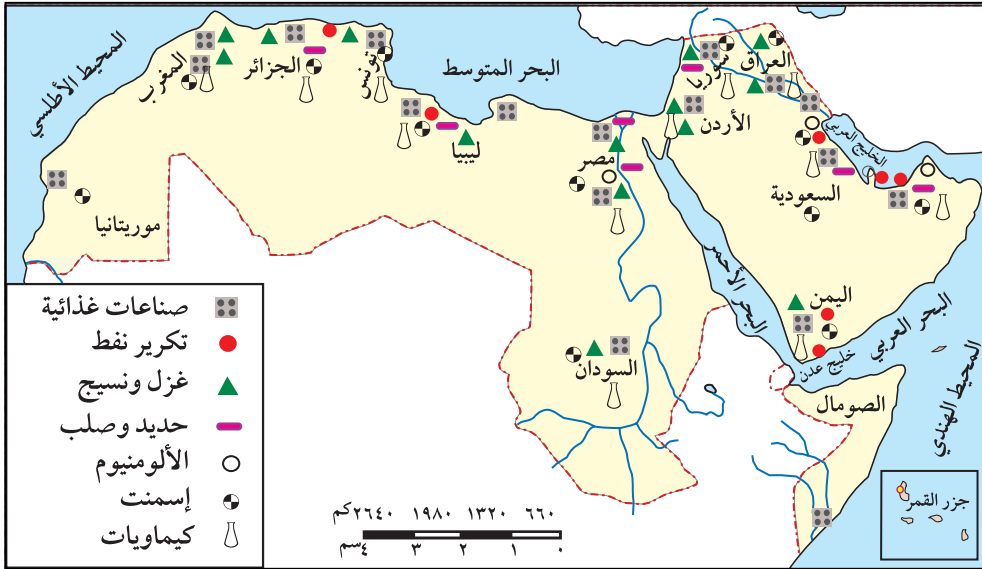 المحيط الأطلسي
المغرب
الجزائر
تونس
البحر المتوسط
سوريا
العراق
الأردن
ليبيا
مصر
الخليج العربي
السعودية
موريتانيا
البحر الأحمر
اليمن
البحر العربي
خليج عدن
المحيط الهندي
السودان
الصومال
جزر القمر
صناعات غذائية
تكرير نفط
غزل ونسيج
حديد وصلب
الألومنيوم
إسمنت
كيماويات
٦٦٠ ١٣٢٠ ١٩٨٠ ٢٦٤٠كم
٠ ١ ٢ ٣ ٤سم